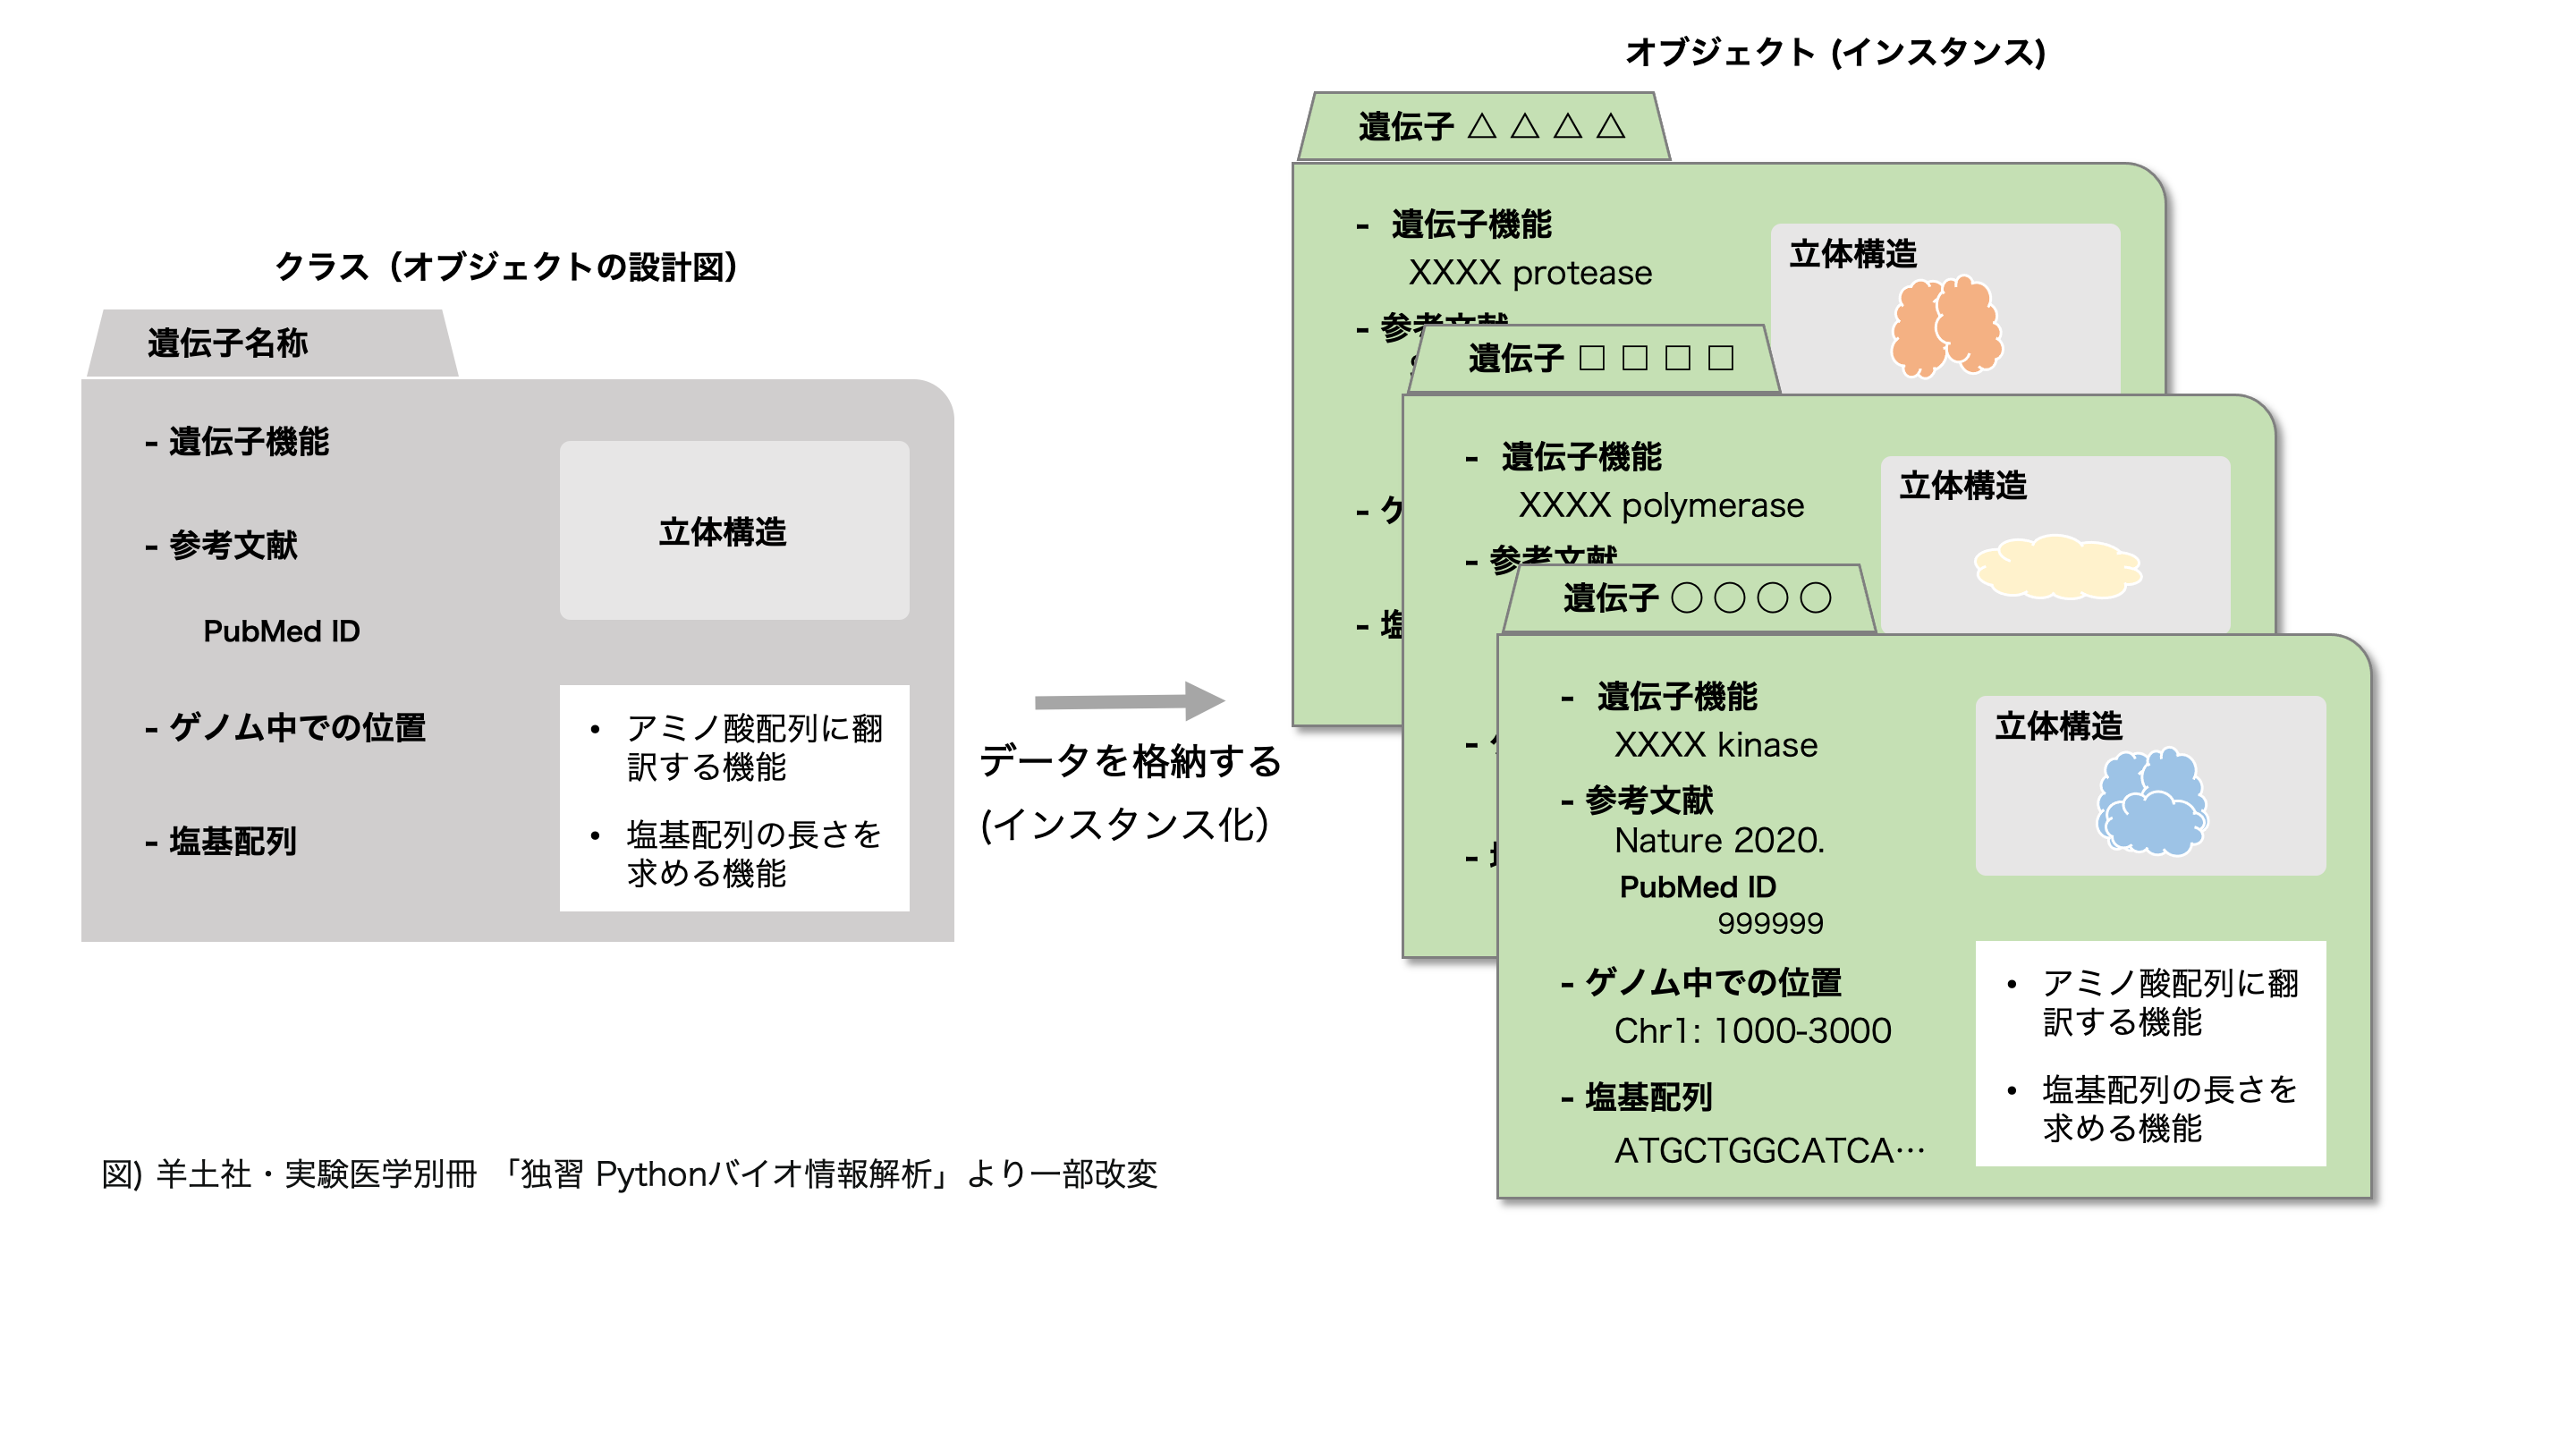 オブジェクト (インスタンス)
クラス（オブジェクトの設計図）
遺伝子名称
- 遺伝子機能
- 参考文献
PubMed ID
- ゲノム中での位置
- 塩基配列
立体構造
• アミノ酸配列に翻
訳する機能
• 塩基配列の長さを
求める機能
データを格納する
(インスタンス化）
遺伝子 △ △ △ △
- 遺伝子機能
XXXX protease
- 参考文献
立体構造
遺伝子 □ □ □ □
- 遺伝子機能
XXXX polymerase
- 参考文献
立体構造
遺伝子 ○ ○ ○ ○
- 遺伝子機能
XXXX kinase
- 参考文献
Nature 2020.
PubMed ID
999999
- ゲノム中での位置
Chr1: 1000-3000
- 塩基配列
ATGCTGGCATCA…
立体構造
• アミノ酸配列に翻
訳する機能
• 塩基配列の長さを
求める機能
図) 羊土社・実験医学別冊 「独習 Pythonバイオ情報解析」より一部改変